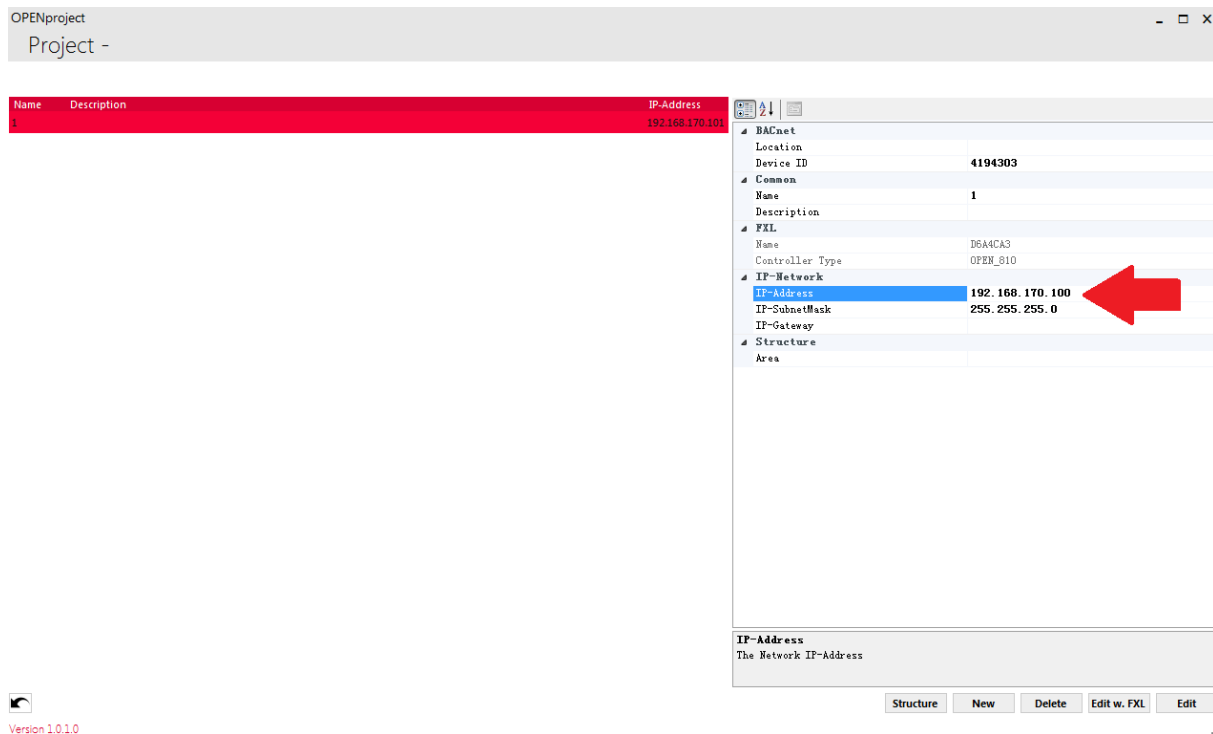 OPENproject
Project -
Name Description IP-Address
1 192.168.170.101
BACnet
Location
Device ID 4194303
Common
Name 1
Description
FXL
Name D6A4CA3
Controller Type OPEN_810
IP-Network
IP-Address 192.168.170.100
IP-SubnetMask 255.255.255.0
IP-Gateway
Structure
Area
IP-Address
The Network IP-Address
Structure New Delete Edit w. FXL Edit
Version 1.0.1.0